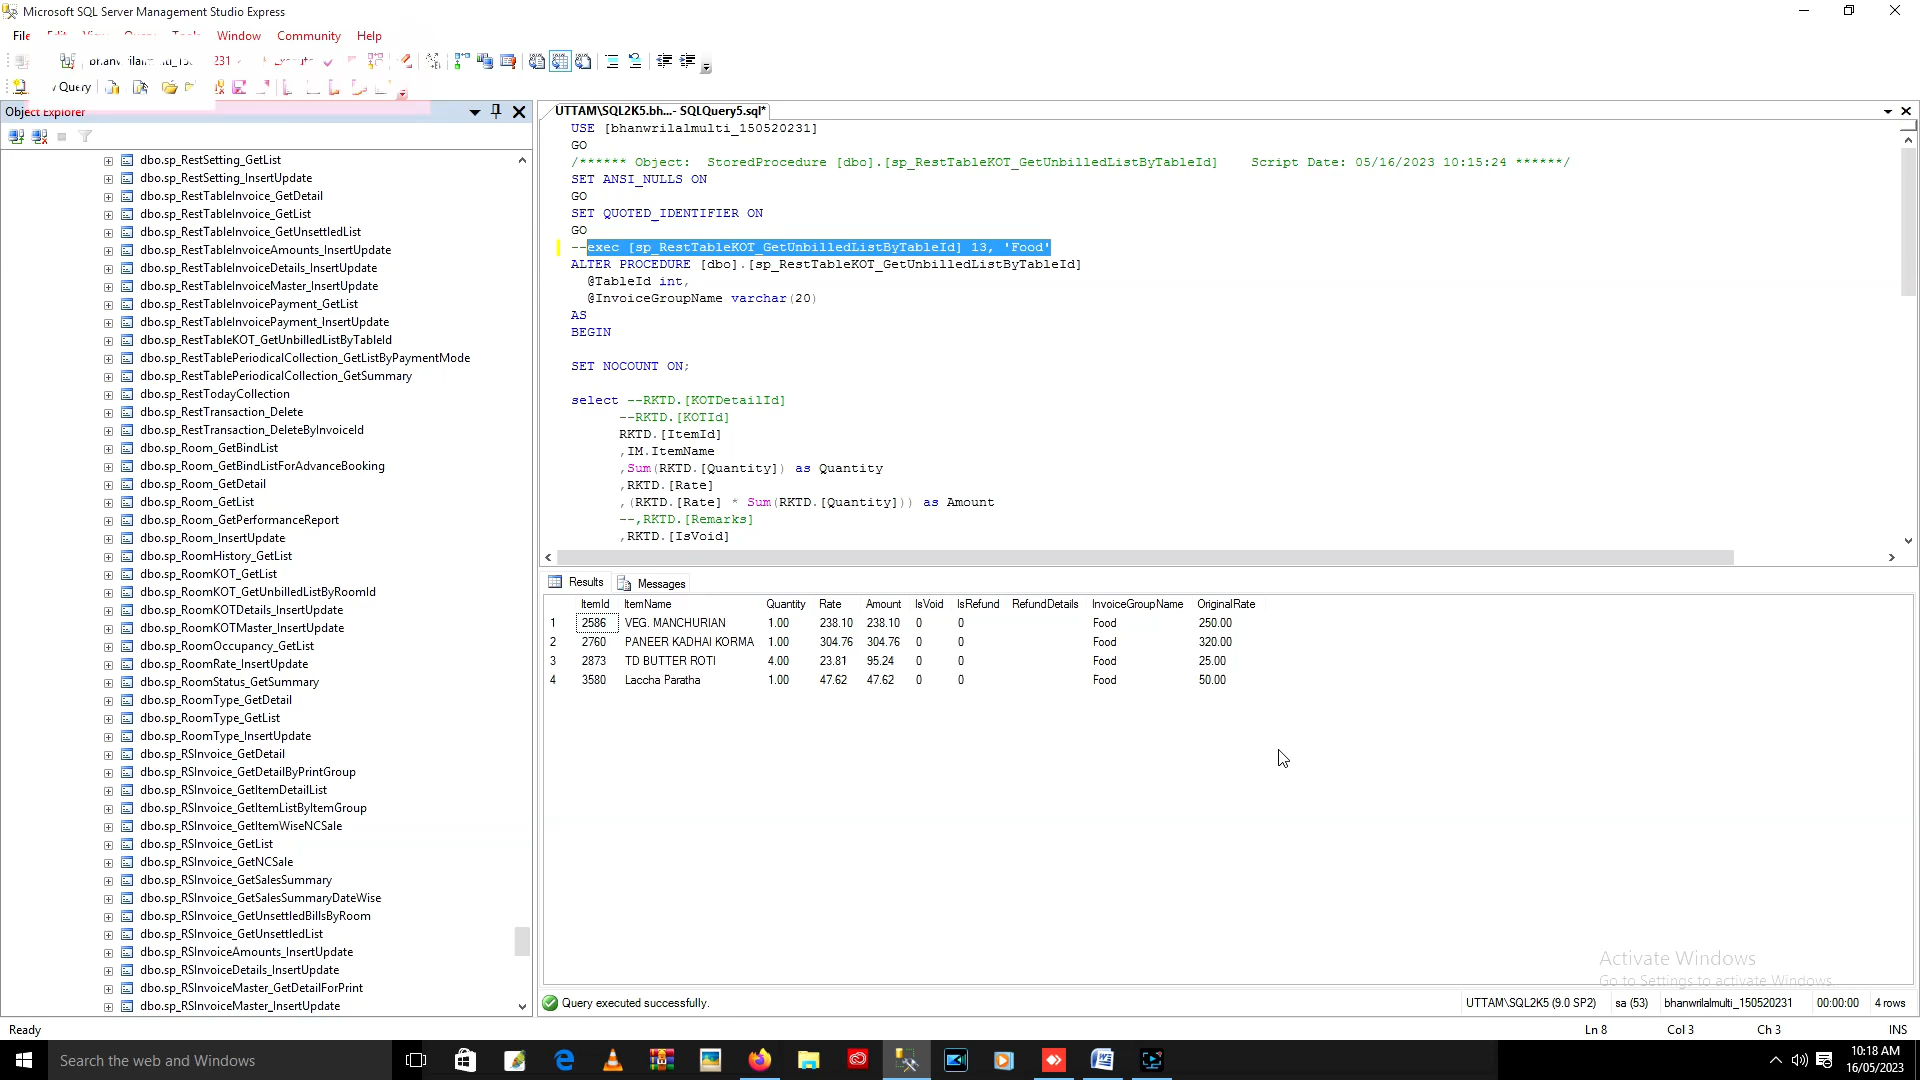 Microsoft SQL Server Management Studio Express
File Edit View Query Tools Window Community Help
231 Execute
Query
Object Explorer
dbo.sp_RestSetting_GetList
dbo.sp_RestSetting_InsertUpdate
dbo.sp_RestTableInvoice_GetDetail
dbo.sp_RestTableInvoice_GetList
dbo.sp_RestTableInvoice_GetUnsettledList
dbo.sp_RestTableInvoiceAmounts_InsertUpdate
dbo.sp_RestTableInvoiceDetails_InsertUpdate
dbo.sp_RestTableInvoiceMaster_InsertUpdate
dbo.sp_RestTableInvoicePayment_GetList
dbo.sp_RestTableInvoicePayment_InsertUpdate
dbo.sp_RestTableKOT_GetUnbilledListByTableId
dbo.sp_RestTablePeriodicalCollection_GetListByPaymentMode
dbo.sp_RestTablePeriodicalCollection_GetSummary
dbo.sp_RestTodayCollection
dbo.sp_RestTransaction_Delete
dbo.sp_RestTransaction_DeleteByInvoiceId
dbo.sp_Room_GetBindList
dbo.sp_Room_GetBindListForAdvanceBooking
dbo.sp_Room_GetDetail
dbo.sp_Room_GetList
dbo.sp_Room_GetPerformanceReport
dbo.sp_Room_InsertUpdate
dbo.sp_RoomHistory_GetList
dbo.sp_RoomKOT_GetList
dbo.sp_RoomKOT_GetUnbilledListByRoomId
dbo.sp_RoomKOTDetails_InsertUpdate
dbo.sp_RoomKOTMaster_InsertUpdate
dbo.sp_RoomOccupancy_GetList
dbo.sp_RoomRate_InsertUpdate
dbo.sp_RoomStatus_GetSummary
dbo.sp_RoomType_GetDetail
dbo.sp_RoomType_GetList
dbo.sp_RoomType_InsertUpdate
dbo.sp_RSInvoice_GetDetail
dbo.sp_RSInvoice_GetDetailByPrintGroup
dbo.sp_RSInvoice_GetItemDetailList
dbo.sp_RSInvoice_GetItemListByItemGroup
dbo.sp_RSInvoice_GetItemWiseNCSale
dbo.sp_RSInvoice_GetList
dbo.sp_RSInvoice_GetNCSale
dbo.sp_RSInvoice_GetSalesSummary
dbo.sp_RSInvoice_GetSalesSummaryDateWise
dbo.sp_RSInvoice_GetUnsettledBillsByRoom
dbo.sp_RSInvoice_GetUnsettledList
dbo.sp_RSInvoiceAmounts_InsertUpdate
dbo.sp_RSInvoiceDetails_InsertUpdate
dbo.sp_RSInvoiceMaster_GetDetailForPrint
dbo.sp_RSInvoiceMaster_InsertUpdate
UTTAM\SQL2K5.bh...- SQLQuery5.sql*
USE [bhanwrilalmulti_150520231]
GO
/****** Object:  StoredProcedure [dbo].[sp_RestTableKOT_GetUnbilledListByTableId]    Script Date: 05/16/2023 10:15:24 ******/
SET ANSI_NULLS ON
GO
SET QUOTED_IDENTIFIER ON
GO
--exec [sp_RestTableKOT_GetUnbilledListByTableId] 13, 'Food'
ALTER PROCEDURE [dbo].[sp_RestTableKOT_GetUnbilledListByTableId]
@TableId int,
@InvoiceGroupName varchar(20)
AS
BEGIN
SET NOCOUNT ON;
select --RKTD.[KOTDetailId]
--RKTD.[KOTId]
RKTD.[ItemId]
,IM.ItemName
,Sum(RKTD.[Quantity]) as Quantity
,RKTD.[Rate]
,(RKTD.[Rate] * Sum(RKTD.[Quantity])) as Amount
--,RKTD.[Remarks]
,RKTD.[IsVoid]
Results Messages
ItemId ItemName Quantity Rate Amount IsVoid IsRefund RefundDetails InvoiceGroupName OriginalRate
1 2586 VEG. MANCHURIAN 1.00 238.10 238.10 0 0 Food 250.00
2 2760 PANEER KADHAI KORMA 1.00 304.76 304.76 0 0 Food 320.00
3 2873 TD BUTTER ROTI 4.00 23.81 95.24 0 0 Food 25.00
4 3580 Laccha Paratha 1.00 47.62 47.62 0 0 Food 50.00
Activate Windows
Go to Settings to activate Windows.
Query executed successfully. UTTAM\SQL2K5 (9.0 SP2) sa (53) bhanwrilalmulti_150520231 00:00:00 4 rows
Ready Ln 8 Col 3 Ch 3 INS
Search the web and Windows
10:18 AM
16/05/2023